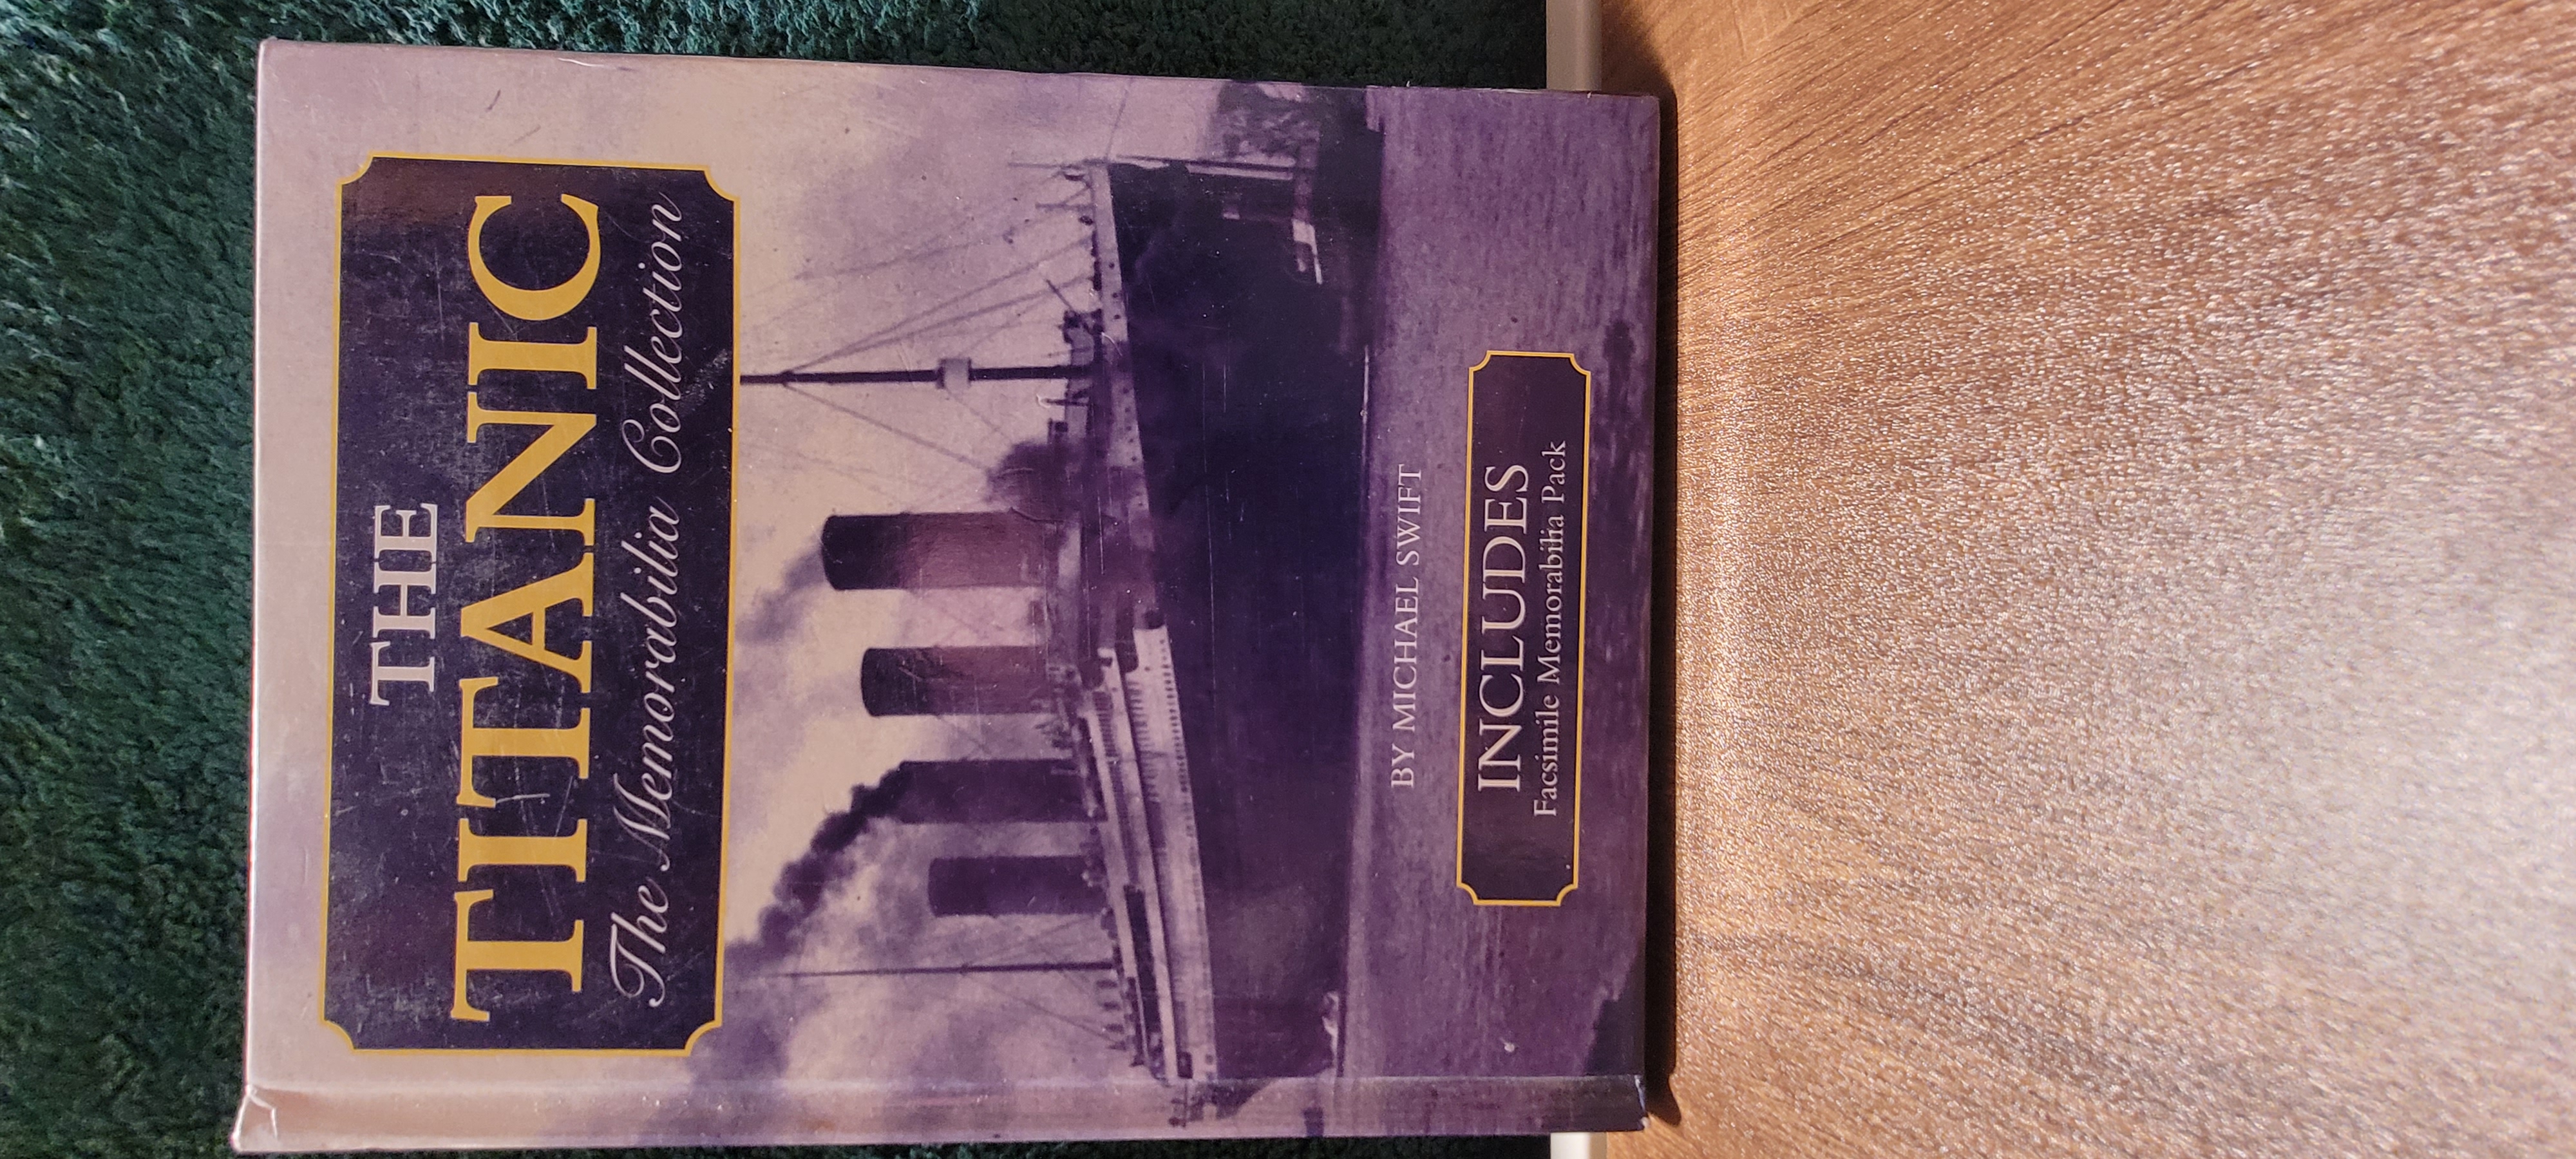 THE
TITANIC
The Memorabilia Collection
BY MICHAEL SWIFT
INCLUDES
Facsimile Memorabilia Pack